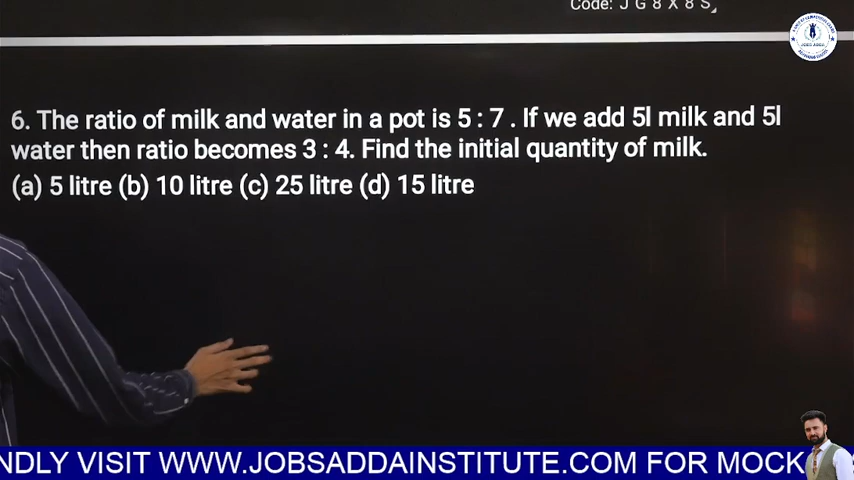 Code: J G 8 X 8 S
6. The ratio of milk and water in a pot is 5 : 7 . If we add 5l milk and 5l
water then ratio becomes 3 : 4. Find the initial quantity of milk.
(a) 5 litre (b) 10 litre (c) 25 litre (d) 15 litre
NDLY VISIT WWW.JOBSADDAINSTITUTE.COM FOR MOCK